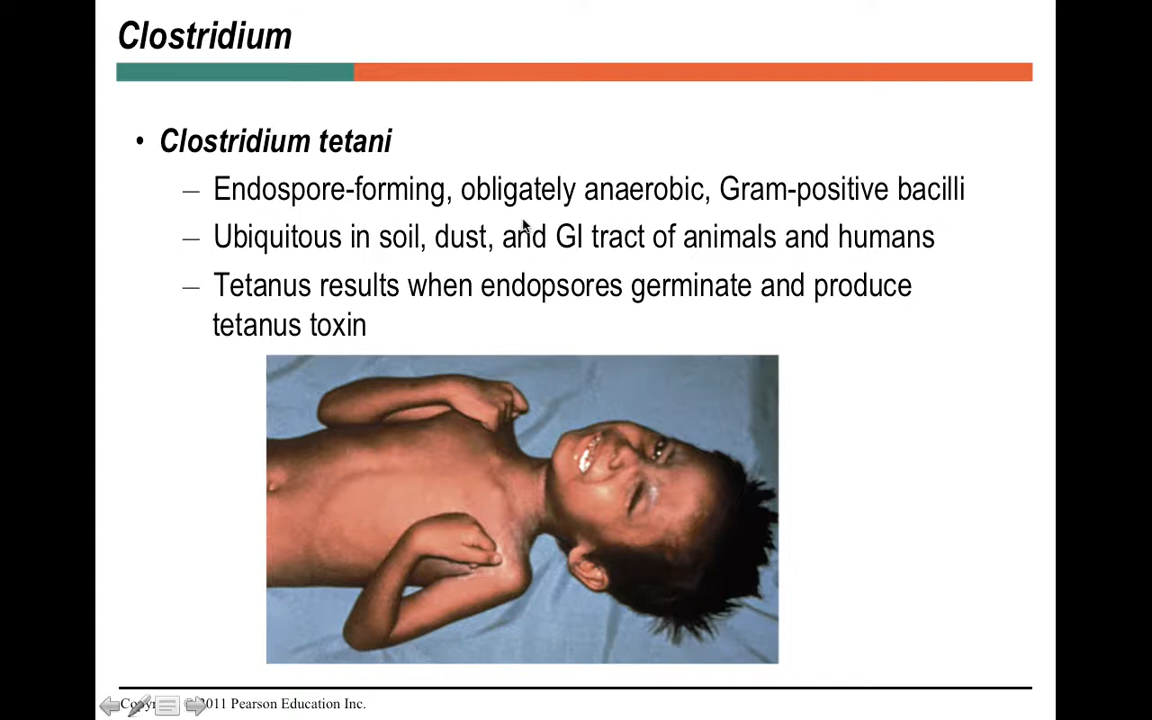 Clostridium
• Clostridium tetani
– Endospore-forming, obligately anaerobic, Gram-positive bacilli
– Ubiquitous in soil, dust, and GI tract of animals and humans
– Tetanus results when endopsores germinate and produce
tetanus toxin
2011 Pearson Education Inc.